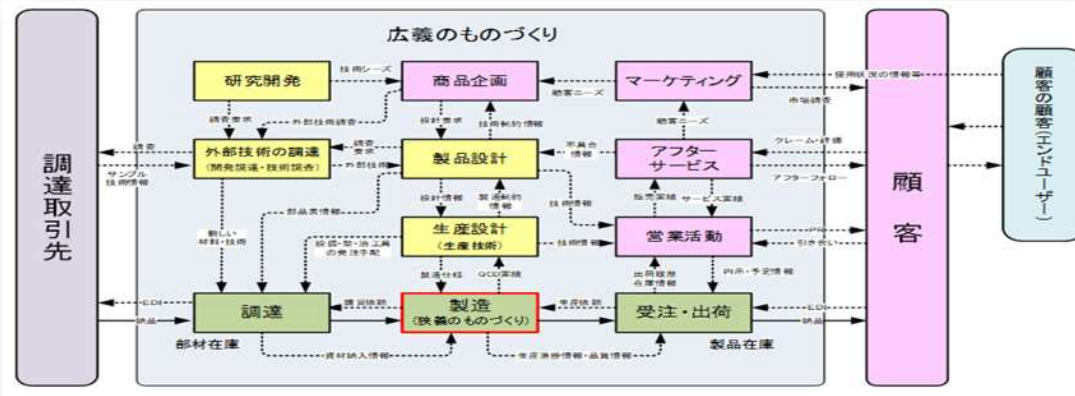 広義のものづくり
調達取引先
研究開発
技術シーズ
商品企画
顧客ニーズ
マーケティング
使用状況の情報等
市場調査
調査要求
外部技術調査
設計要求
技術制約情報
顧客ニーズ
調査
サンプル
技術情報
外部技術の調達
(開発調達・技術調査)
調査
要求
外部技術
製品設計
不具合
情報
アフター
サービス
クレーム・評価
アフターフォロー
新しい
材料・技術
部品表情報
設計情報
製造制約
情報
技術情報
販売実績
サービス実績
設備・型・治工具
の発注手配
生産設計
(生産技術)
技術情報
営業活動
引き合い
製造仕様
QCD実績
出荷履歴
在庫情報
内示・予定情報
EDI
納品
調達
購買依頼
製造
(狭義のものづくり)
生産依頼
受注・出荷
EDI
納品
部材在庫
資材納入情報
生産進捗情報・品質情報
製品在庫
顧客
顧客の顧客(エンドユーザー)